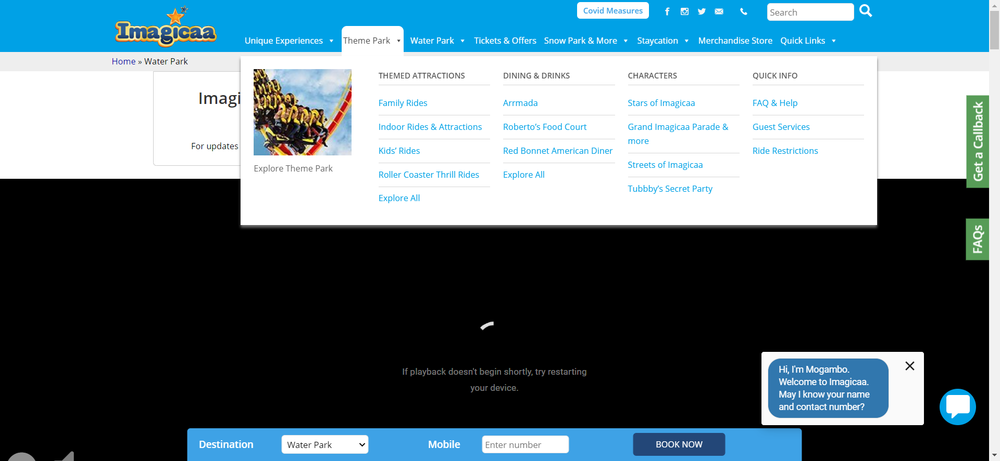 Imagicaa
Covid Measures
Search
Unique Experiences
Theme Park
Water Park
Tickets & Offers
Snow Park & More
Staycation
Merchandise Store
Quick Links
Home » Water Park
Imagi
For updates
Explore Theme Park
THEMED ATTRACTIONS
Family Rides
Indoor Rides & Attractions
Kids’ Rides
Roller Coaster Thrill Rides
Explore All
DINING & DRINKS
Arrmada
Roberto’s Food Court
Red Bonnet American Diner
Explore All
CHARACTERS
Stars of Imagicaa
Grand Imagicaa Parade &
more
Streets of Imagicaa
Tubbby’s Secret Party
QUICK INFO
FAQ & Help
Guest Services
Ride Restrictions
Get a Callback
FAQs
If playback doesn't begin shortly, try restarting
your device.
Hi, I'm Mogambo.
Welcome to Imagicaa.
May I know your name
and contact number?
Destination
Water Park
Mobile
Enter number
BOOK NOW